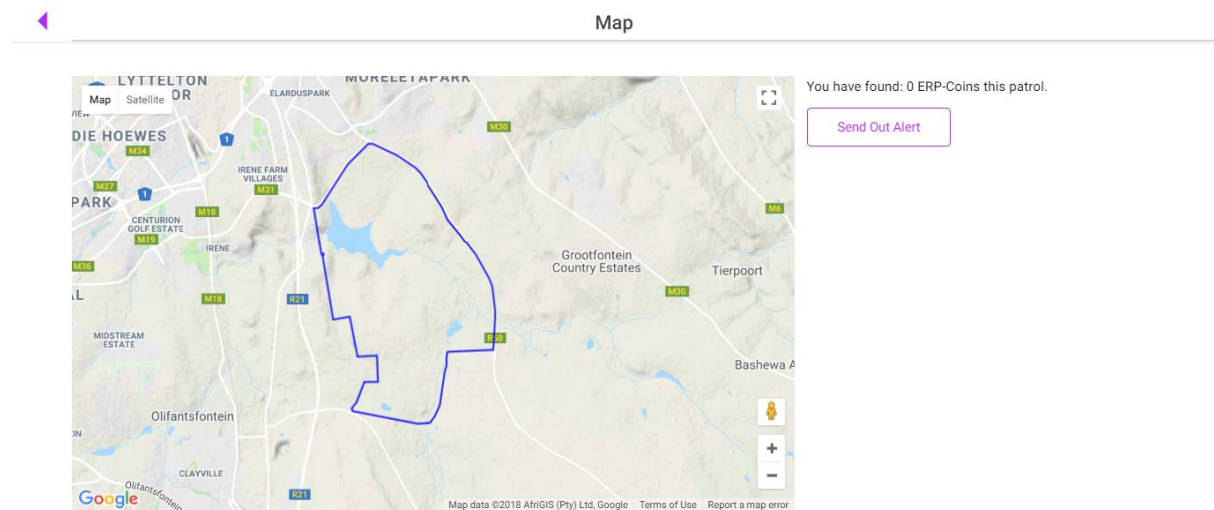 Map
You have found: 0 ERP-Coins this patrol.
Send Out Alert
Map Satellite
LYTTELTON
OR
MORELETAPARK
ELARDUSPARK
M30
DIE HOEWES
M34
1
IRENE FARM
VILLAGES
M31
M27
1
PARK
M18
M6
CENTURION
GOLF ESTATE
M19
IRENE
Grootfontein
Country Estates
Tierpoort
M36
M18
R21
M30
MIDSTREAM
ESTATE
R50
Bashewa A
Olifantsfontein
CLAYVILLE
Olifantsfontein
R21
Google
Map data ©2018 AfriGIS (Pty) Ltd, Google Terms of Use Report a map error